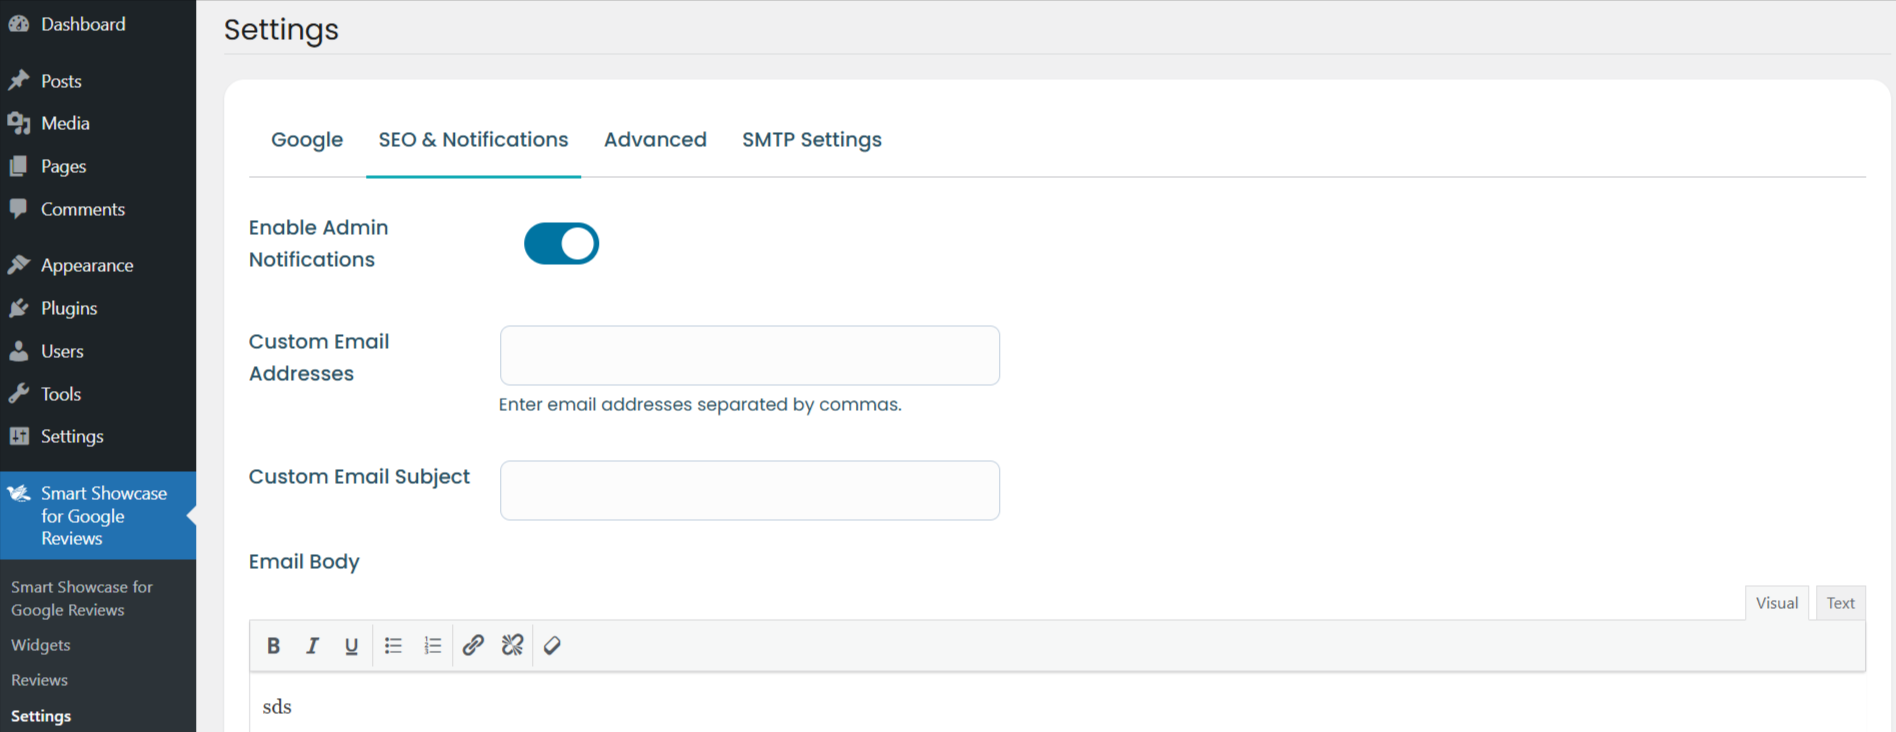 Dashboard
Posts
Media
Pages
Comments
Appearance
Plugins
Users
Tools
Settings
Smart Showcase
for Google
Reviews
Smart Showcase for
Google Reviews
Widgets
Reviews
Settings
Settings
Google SEO & Notifications Advanced SMTP Settings
Enable Admin
Notifications
Custom Email
Addresses
Enter email addresses separated by commas.
Custom Email Subject
Email Body
Visual Text
B I U
sds